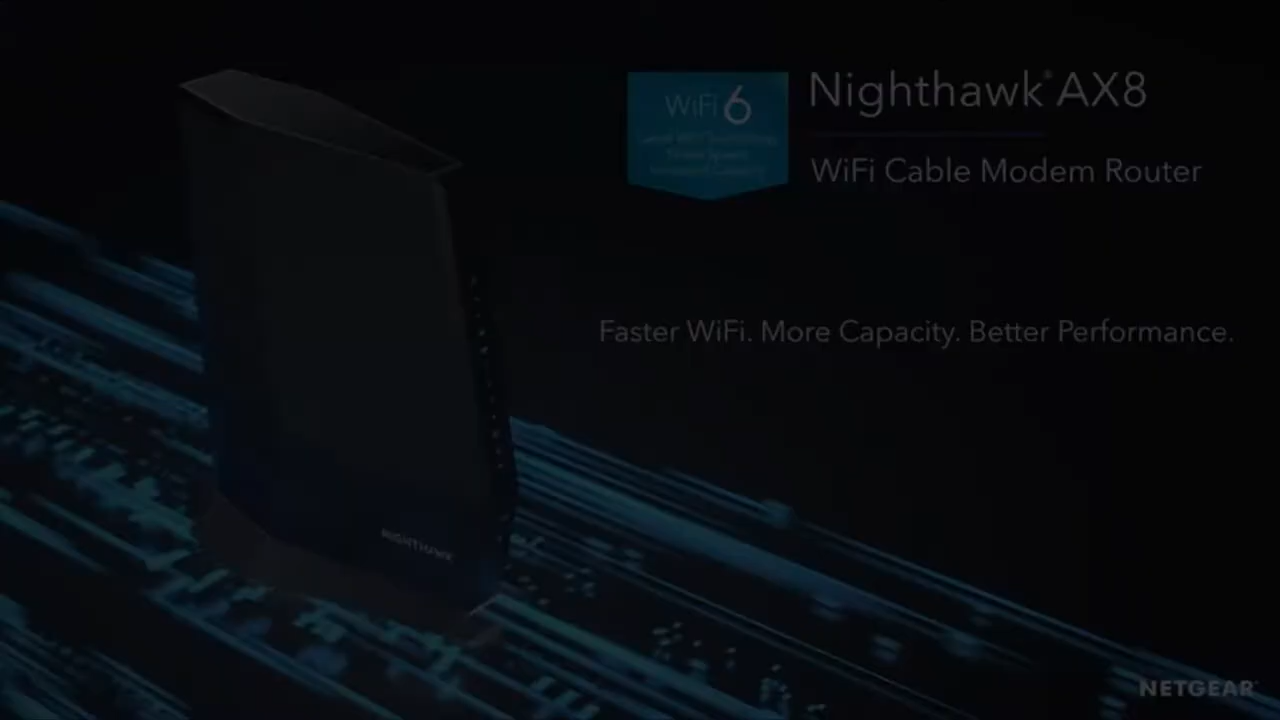 WiFi 6
Nighthawk® AX8
WiFi Cable Modem Router
Faster WiFi. More Capacity. Better Performance.
NIGHTHAWK
NETGEAR